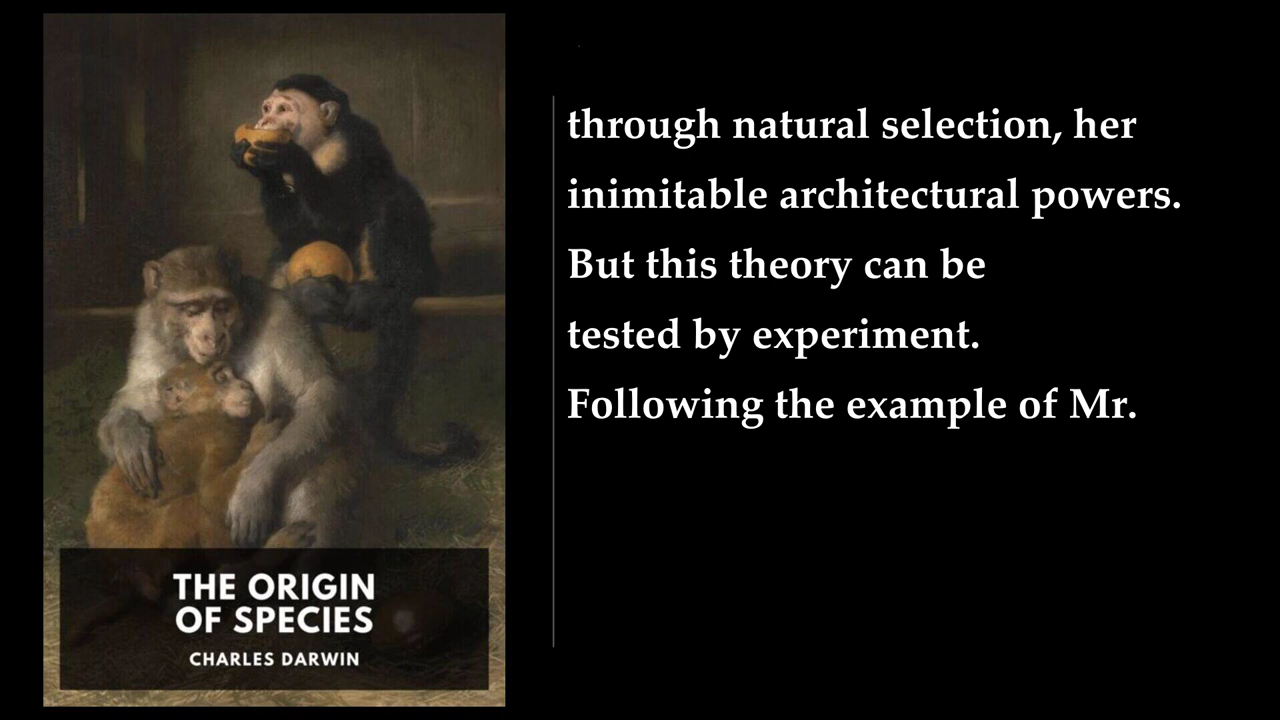 THE ORIGIN
OF SPECIES
CHARLES DARWIN
through natural selection, her
inimitable architectural powers.
But this theory can be
tested by experiment.
Following the example of Mr.